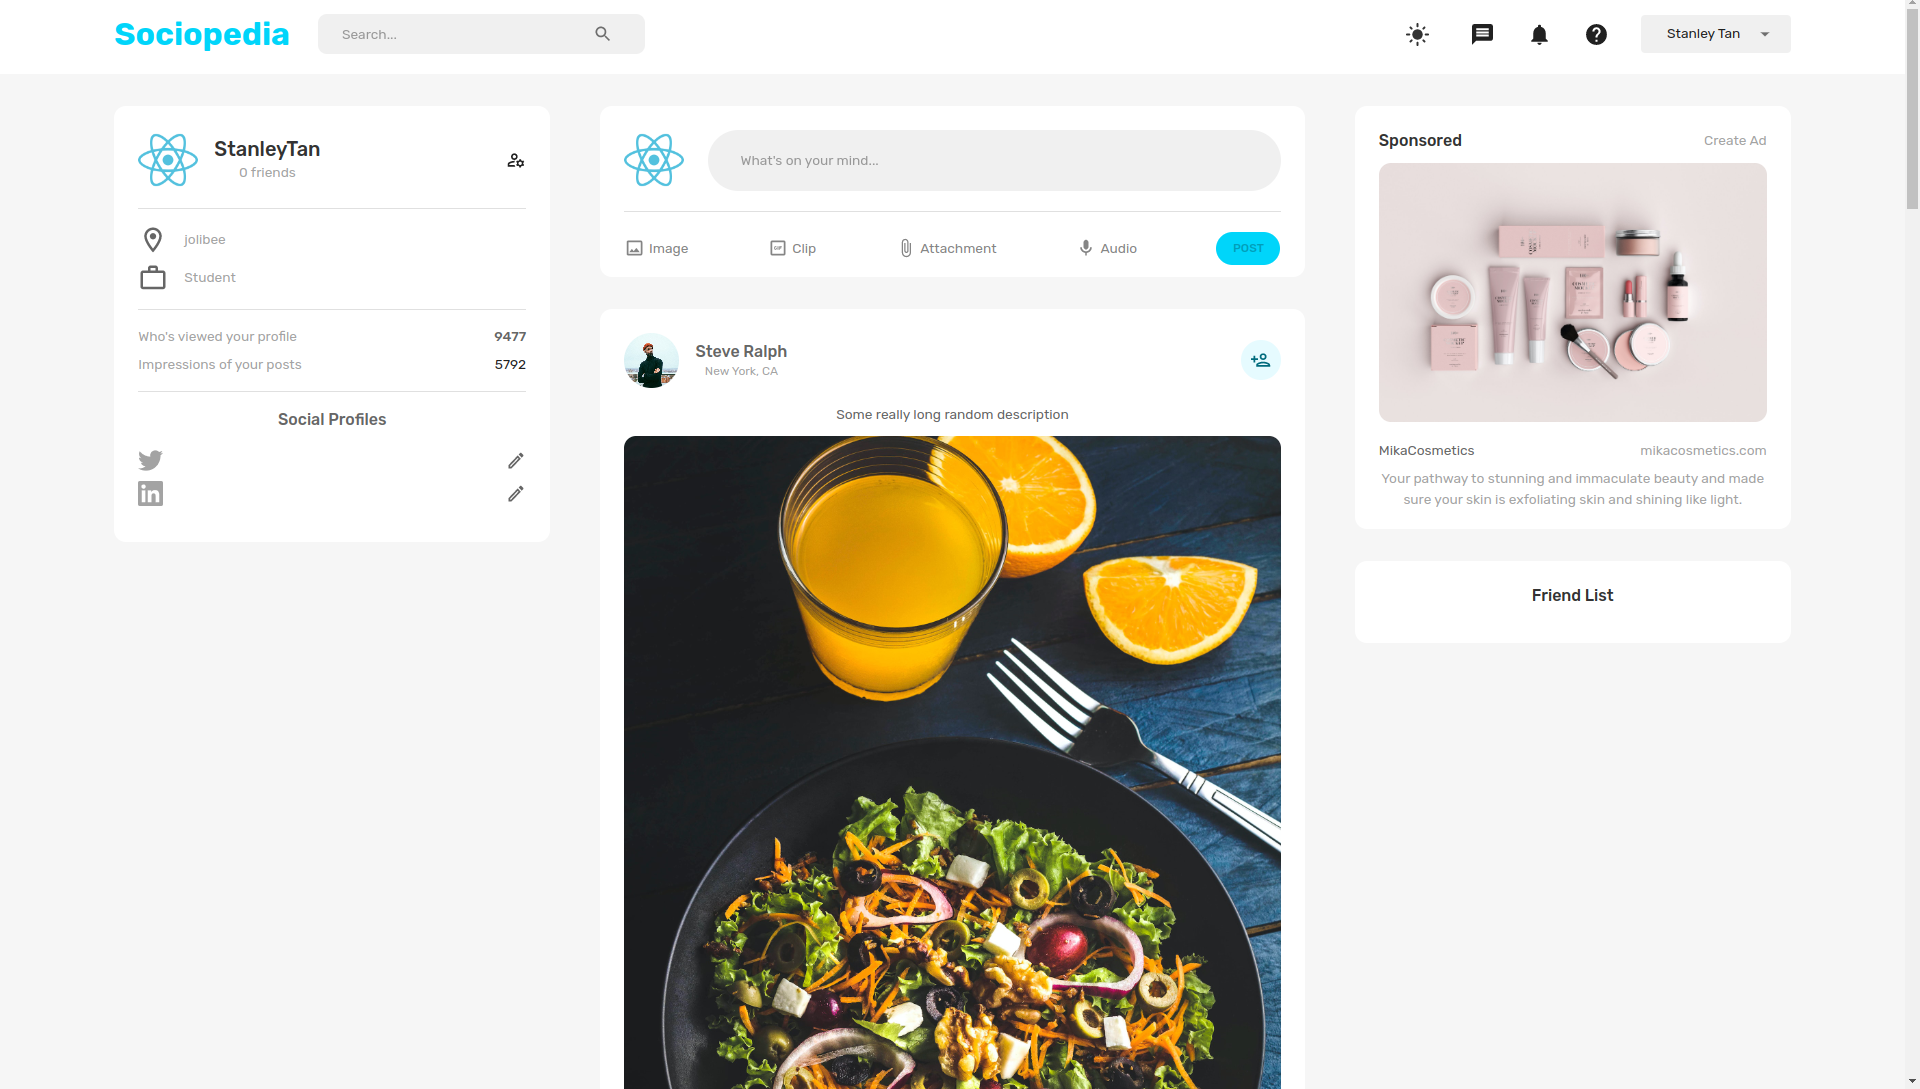 Sociopedia
Search...
Stanley Tan
StanleyTan
0 friends
jolibee
Student
Who's viewed your profile 9477
Impressions of your posts 5792
Social Profiles
in
What's on your mind...
Image
GIF
Clip
Attachment
Audio
POST
Steve Ralph
New York, CA
Some really long random description
Sponsored
Create Ad
MikaCosmetics
mikacosmetics.com
Your pathway to stunning and immaculate beauty and made
sure your skin is exfoliating skin and shining like light.
Friend List